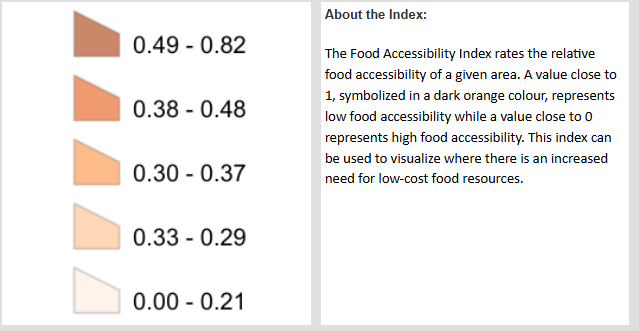 0.49 - 0.82
0.38 - 0.48
0.30 - 0.37
0.33 - 0.29
0.00 - 0.21
About the Index:
The Food Accessibility Index rates the relative
food accessibility of a given area. A value close to
1, symbolized in a dark orange colour, represents
low food accessibility while a value close to 0
represents high food accessibility. This index can
be used to visualize where there is an increased
need for low-cost food resources.